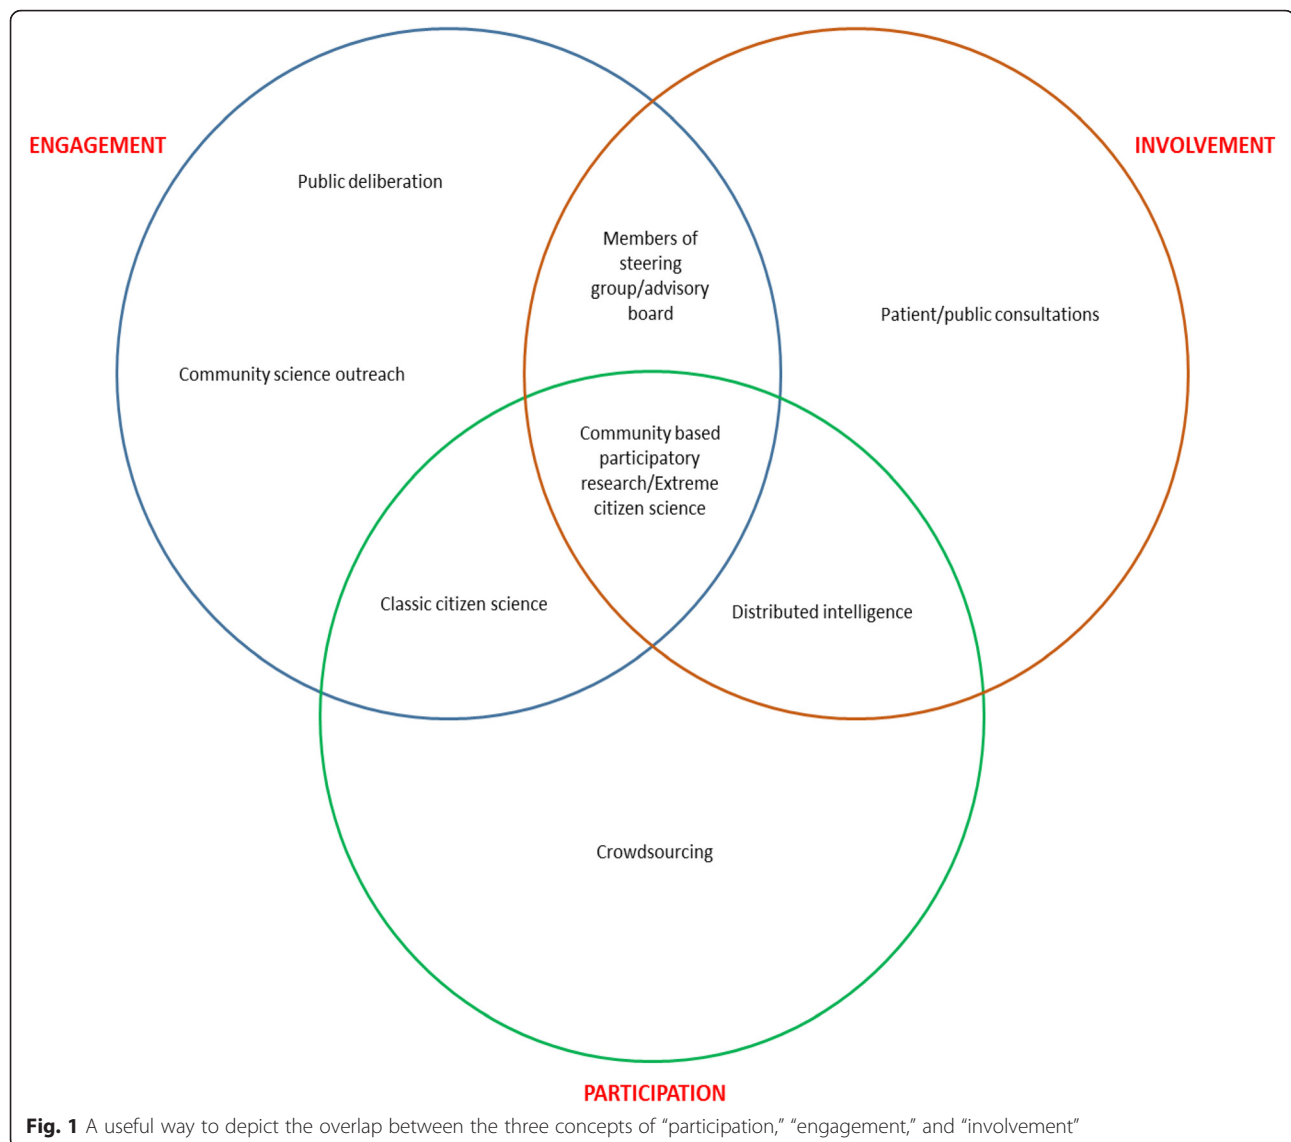 ENGAGEMENT
INVOLVEMENT
Public deliberation
Members of
steering
group/advisory
board
Patient/public consultations
Community science outreach
Community based
participatory
research/Extreme
citizen science
Classic citizen science
Distributed intelligence
Crowdsourcing
PARTICIPATION
Fig. 1 A useful way to depict the overlap between the three concepts of “participation,” “engagement,” and “involvement”